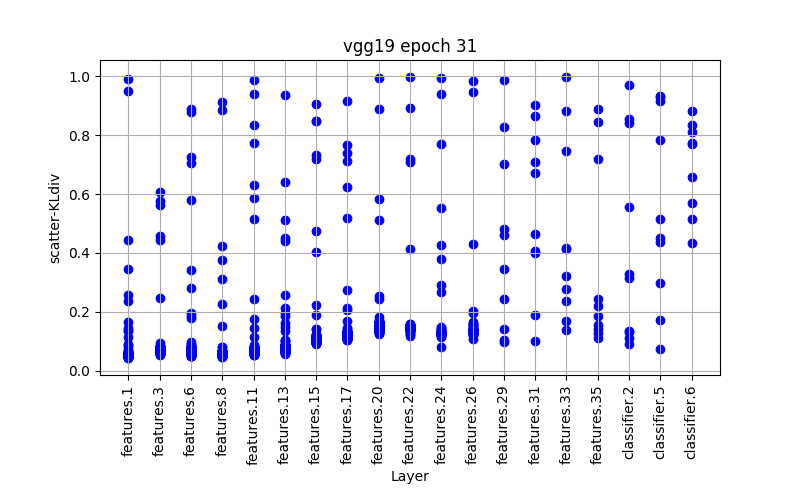 vgg19 epoch 31
scatter-KLdiv
1.0
0.8
0.6
0.4
0.2
0.0
features.1
features.3
features.6
features.8
features.11
features.13
features.15
features.17
features.20
features.22
features.24
features.26
features.29
features.31
features.33
features.35
classifier.2
classifier.5
classifier.6
Layer